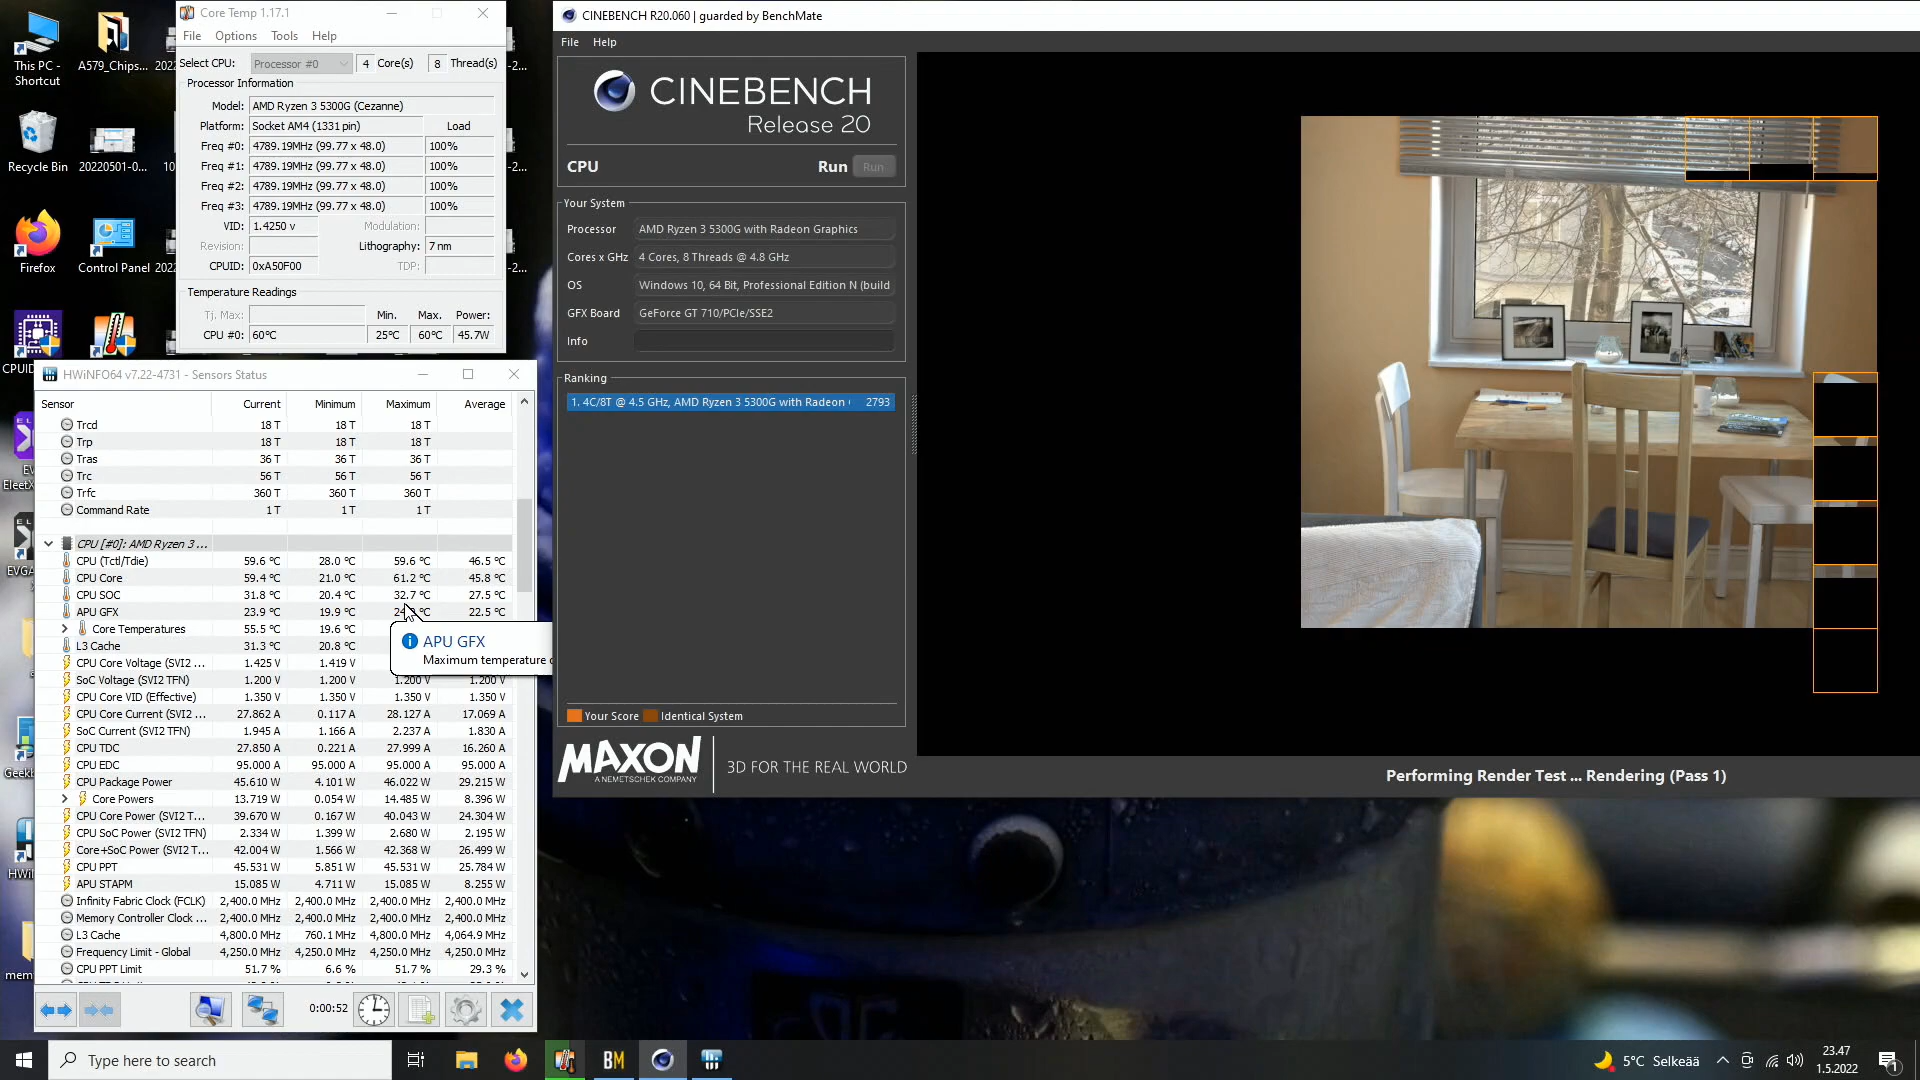 This PC - Shortcut
A579_Chips...
Recycle Bin
20220501-0...
Firefox
Control Panel
Core Temp 1.17.1
File Options Tools Help
Select CPU: Processor #0 4 Core(s) 8 Thread(s)
Processor Information
Model: AMD Ryzen 3 5300G (Cezanne)
Platform: Socket AM4 (1331 pin) Load
Freq #0: 4789.19MHz (99.77 x 48.0) 100%
Freq #1: 4789.19MHz (99.77 x 48.0) 100%
Freq #2: 4789.19MHz (99.77 x 48.0) 100%
Freq #3: 4789.19MHz (99.77 x 48.0) 100%
VID: 1.4250 v Modulation:
Revision: Lithography: 7 nm
CPUID: 0xA50F00 TDP:
Temperature Readings
Tj. Max: Min. Max. Power:
CPU #0: 60°C 25°C 60°C 45.7W
HWiNFO64 v7.22-4731 - Sensors Status
Sensor Current Minimum Maximum Average
Trcd 18 T 18 T 18 T
Trp 18 T 18 T 18 T
Tras 36 T 36 T 36 T
Trc 56 T 56 T 56 T
Trfc 360 T 360 T 360 T
Command Rate 1 T 1 T 1 T
CPU [#0]: AMD Ryzen 3 ...
CPU (Tctl/Tdie) 59.6 °C 28.0 °C 59.6 °C 46.5 °C
CPU Core 59.4 °C 21.0 °C 61.2 °C 45.8 °C
CPU SOC 31.8 °C 20.4 °C 32.7 °C 27.5 °C
APU GFX 23.9 °C 19.9 °C °C 22.5 °C
Core Temperatures 55.5 °C 19.6 °C
L3 Cache 31.3 °C 20.8 °C
APU GFX
Maximum temperature
CPU Core Voltage (SVI2 ... 1.425 V 1.419 V
SoC Voltage (SVI2 TFN) 1.200 V 1.200 V 1.200 V 1.200 V
CPU Core VID (Effective) 1.350 V 1.350 V 1.350 V 1.350 V
CPU Core Current (SVI2 ... 27.862 A 0.117 A 28.127 A 17.069 A
SoC Current (SVI2 TFN) 1.945 A 1.166 A 2.237 A 1.830 A
CPU TDC 27.850 A 0.221 A 27.999 A 16.260 A
CPU EDC 95.000 A 95.000 A 95.000 A 95.000 A
CPU Package Power 45.610 W 4.101 W 46.022 W 29.215 W
Core Powers 13.719 W 0.054 W 14.485 W 8.396 W
CPU Core Power (SVI2 T... 39.670 W 0.167 W 40.043 W 24.304 W
CPU SoC Power (SVI2 TFN) 2.334 W 1.399 W 2.680 W 2.195 W
Core+SoC Power (SVI2 T... 42.004 W 1.566 W 42.368 W 26.499 W
CPU PPT 45.531 W 5.851 W 45.531 W 25.784 W
APU STAPM 15.085 W 4.711 W 15.085 W 8.255 W
Infinity Fabric Clock (FCLK) 2,400.0 MHz 2,400.0 MHz 2,400.0 MHz 2,400.0 MHz
Memory Controller Clock ... 2,400.0 MHz 2,400.0 MHz 2,400.0 MHz 2,400.0 MHz
L3 Cache 4,800.0 MHz 760.1 MHz 4,800.0 MHz 4,064.9 MHz
Frequency Limit - Global 4,250.0 MHz 4,250.0 MHz 4,250.0 MHz 4,250.0 MHz
CPU PPT Limit 51.7 % 6.6 % 51.7 % 29.3 %
0:00:52
CINEBENCH R20.060 | guarded by BenchMate
File Help
CINEBENCH
Release 20
CPU Run Run
Your System
Processor AMD Ryzen 3 5300G with Radeon Graphics
Cores x GHz 4 Cores, 8 Threads @ 4.8 GHz
OS Windows 10, 64 Bit, Professional Edition N (build
GFX Board GeForce GT 710/PCIe/SSE2
Info
Ranking
1. 4C/8T @ 4.5 GHz, AMD Ryzen 3 5300G with Radeon 2793
Your Score Identical System
MAXON
A NEMETSCHEK COMPANY
3D FOR THE REAL WORLD
Performing Render Test ... Rendering (Pass 1)
Type here to search
BM
5°C Selkeää
23.47
1.5.2022
1